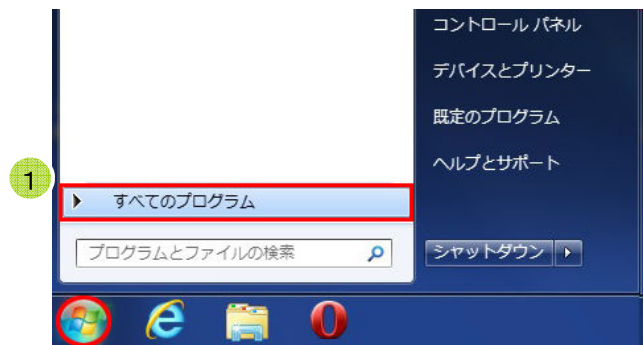 コントロール パネル
デバイスとプリンター
既定のプログラム
ヘルプとサポート
1
すべてのプログラム
プログラムとファイルの検索
シャットダウン